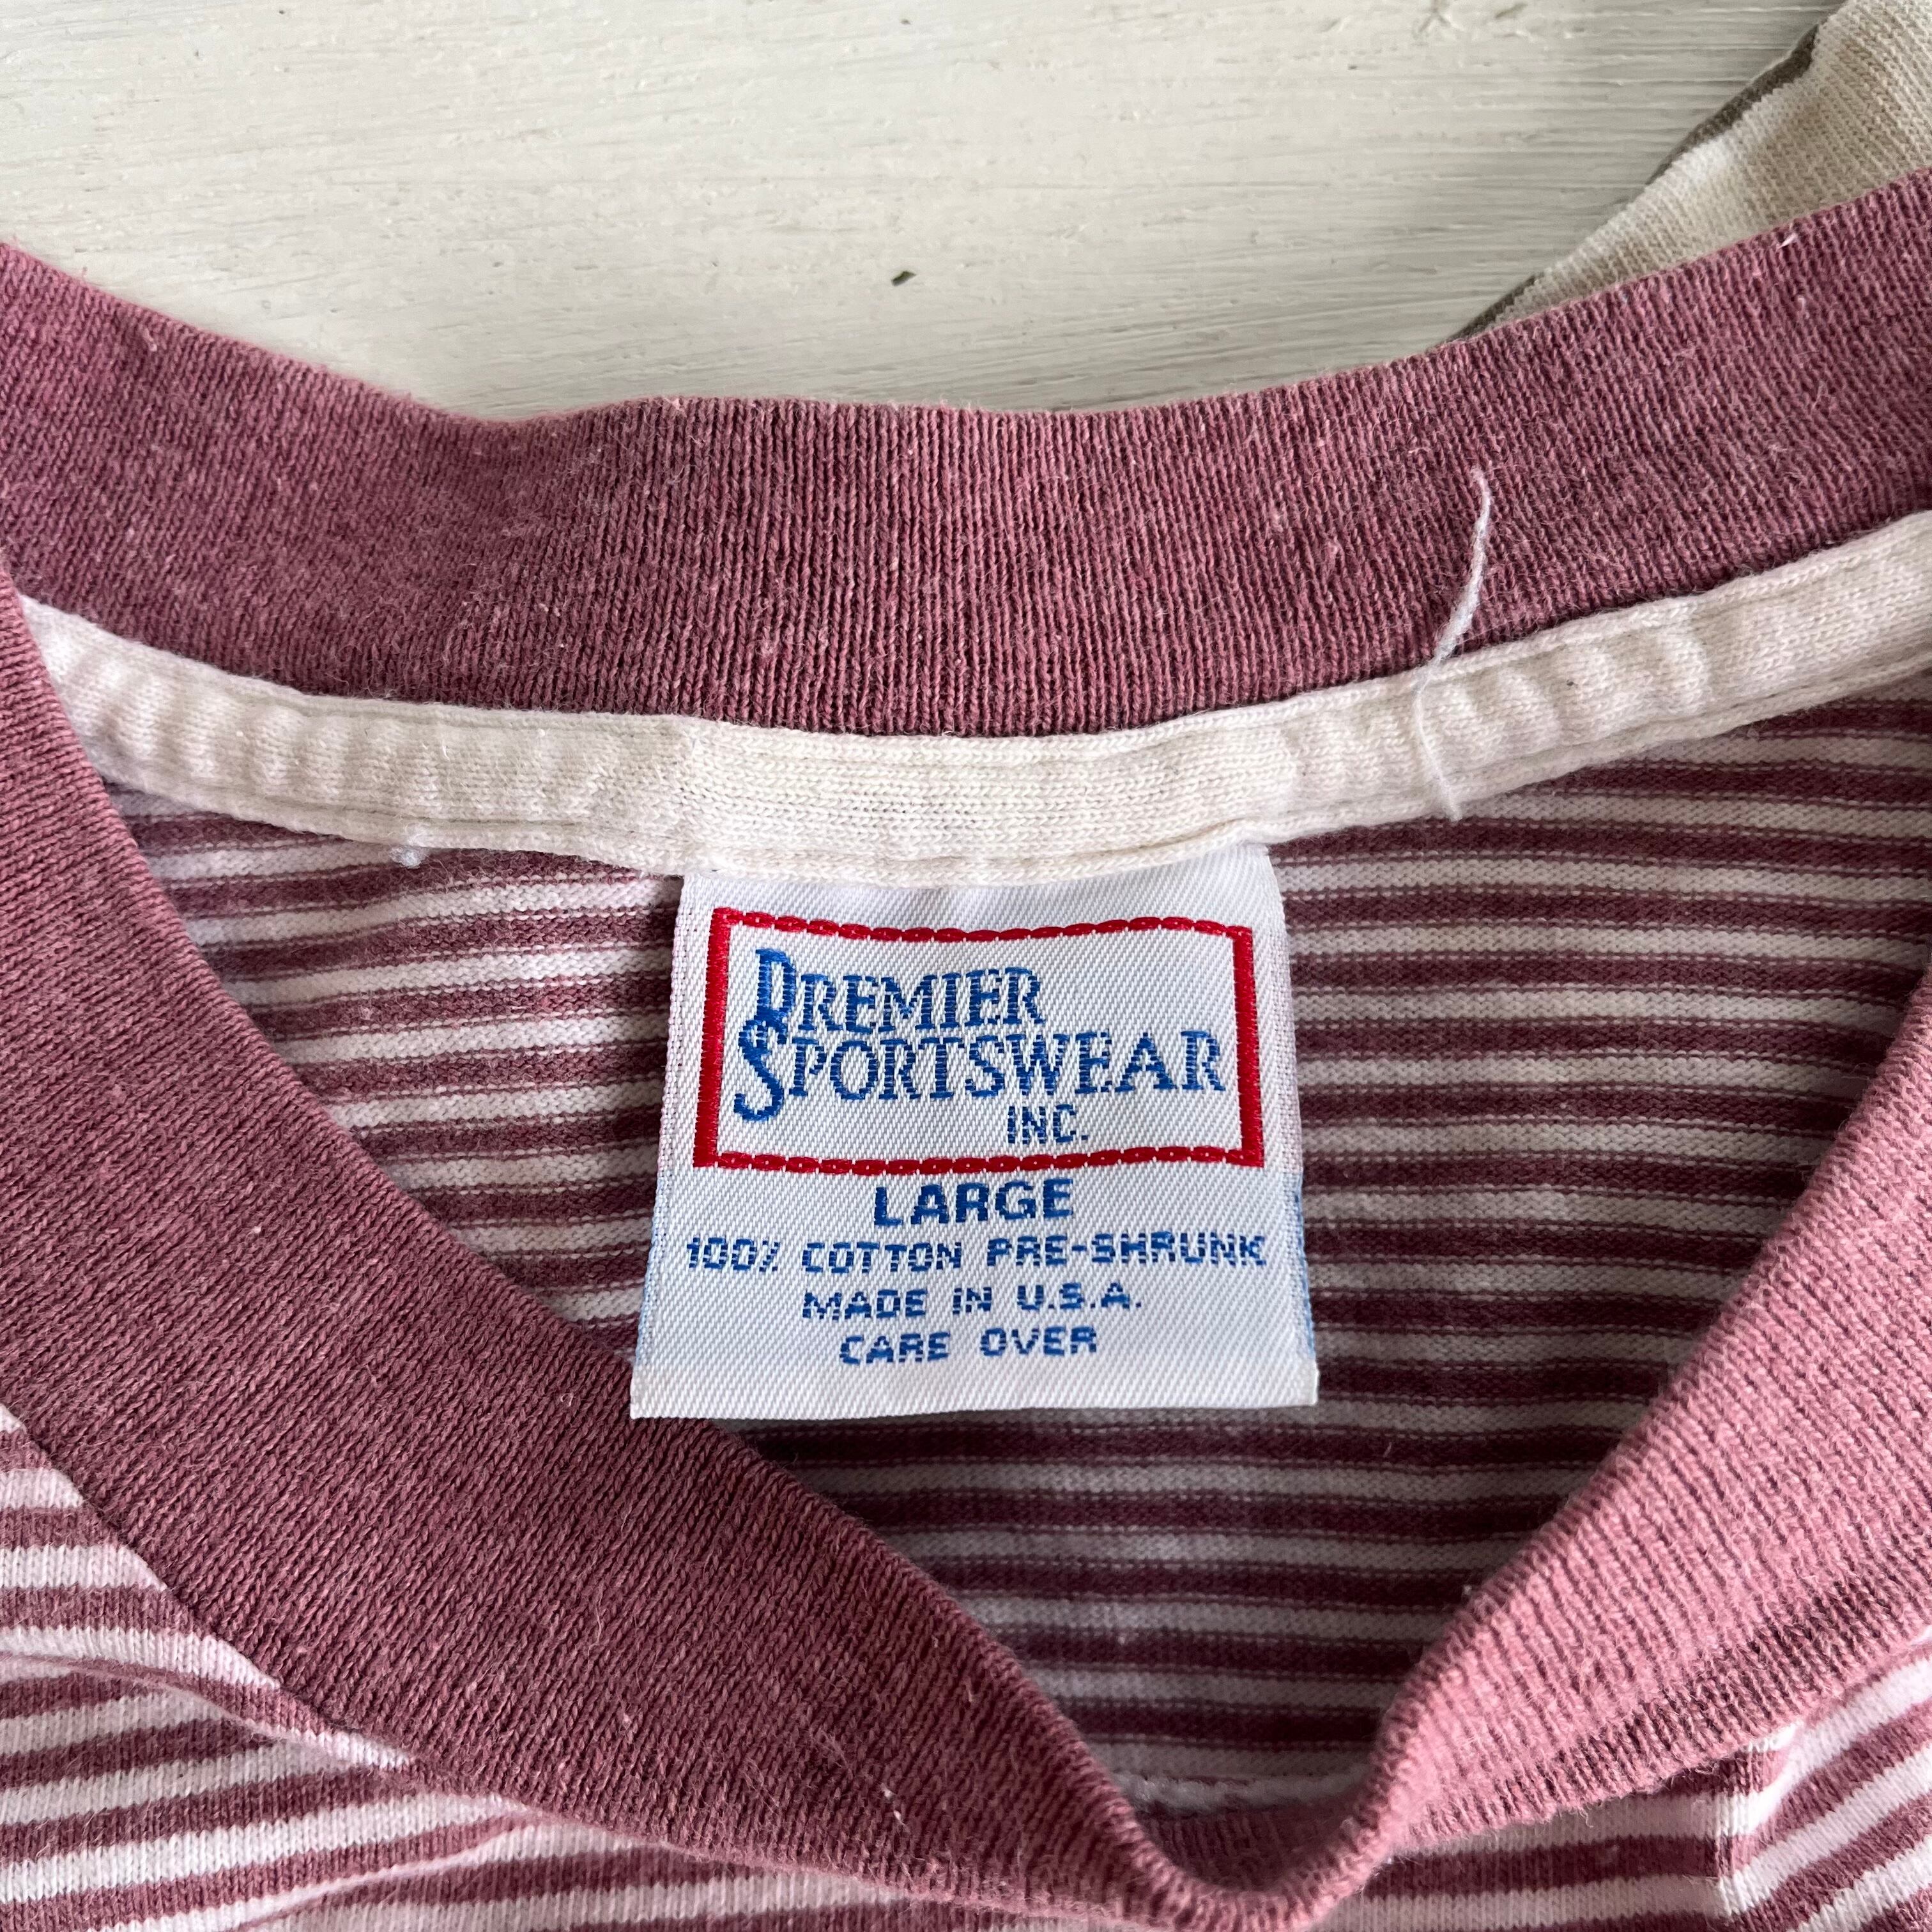 PREMIER
SPORTSWEAR
INC.
LARGE
100% COTTON PRE-SHRUNK
MADE IN U.S.A.
CARE OVER